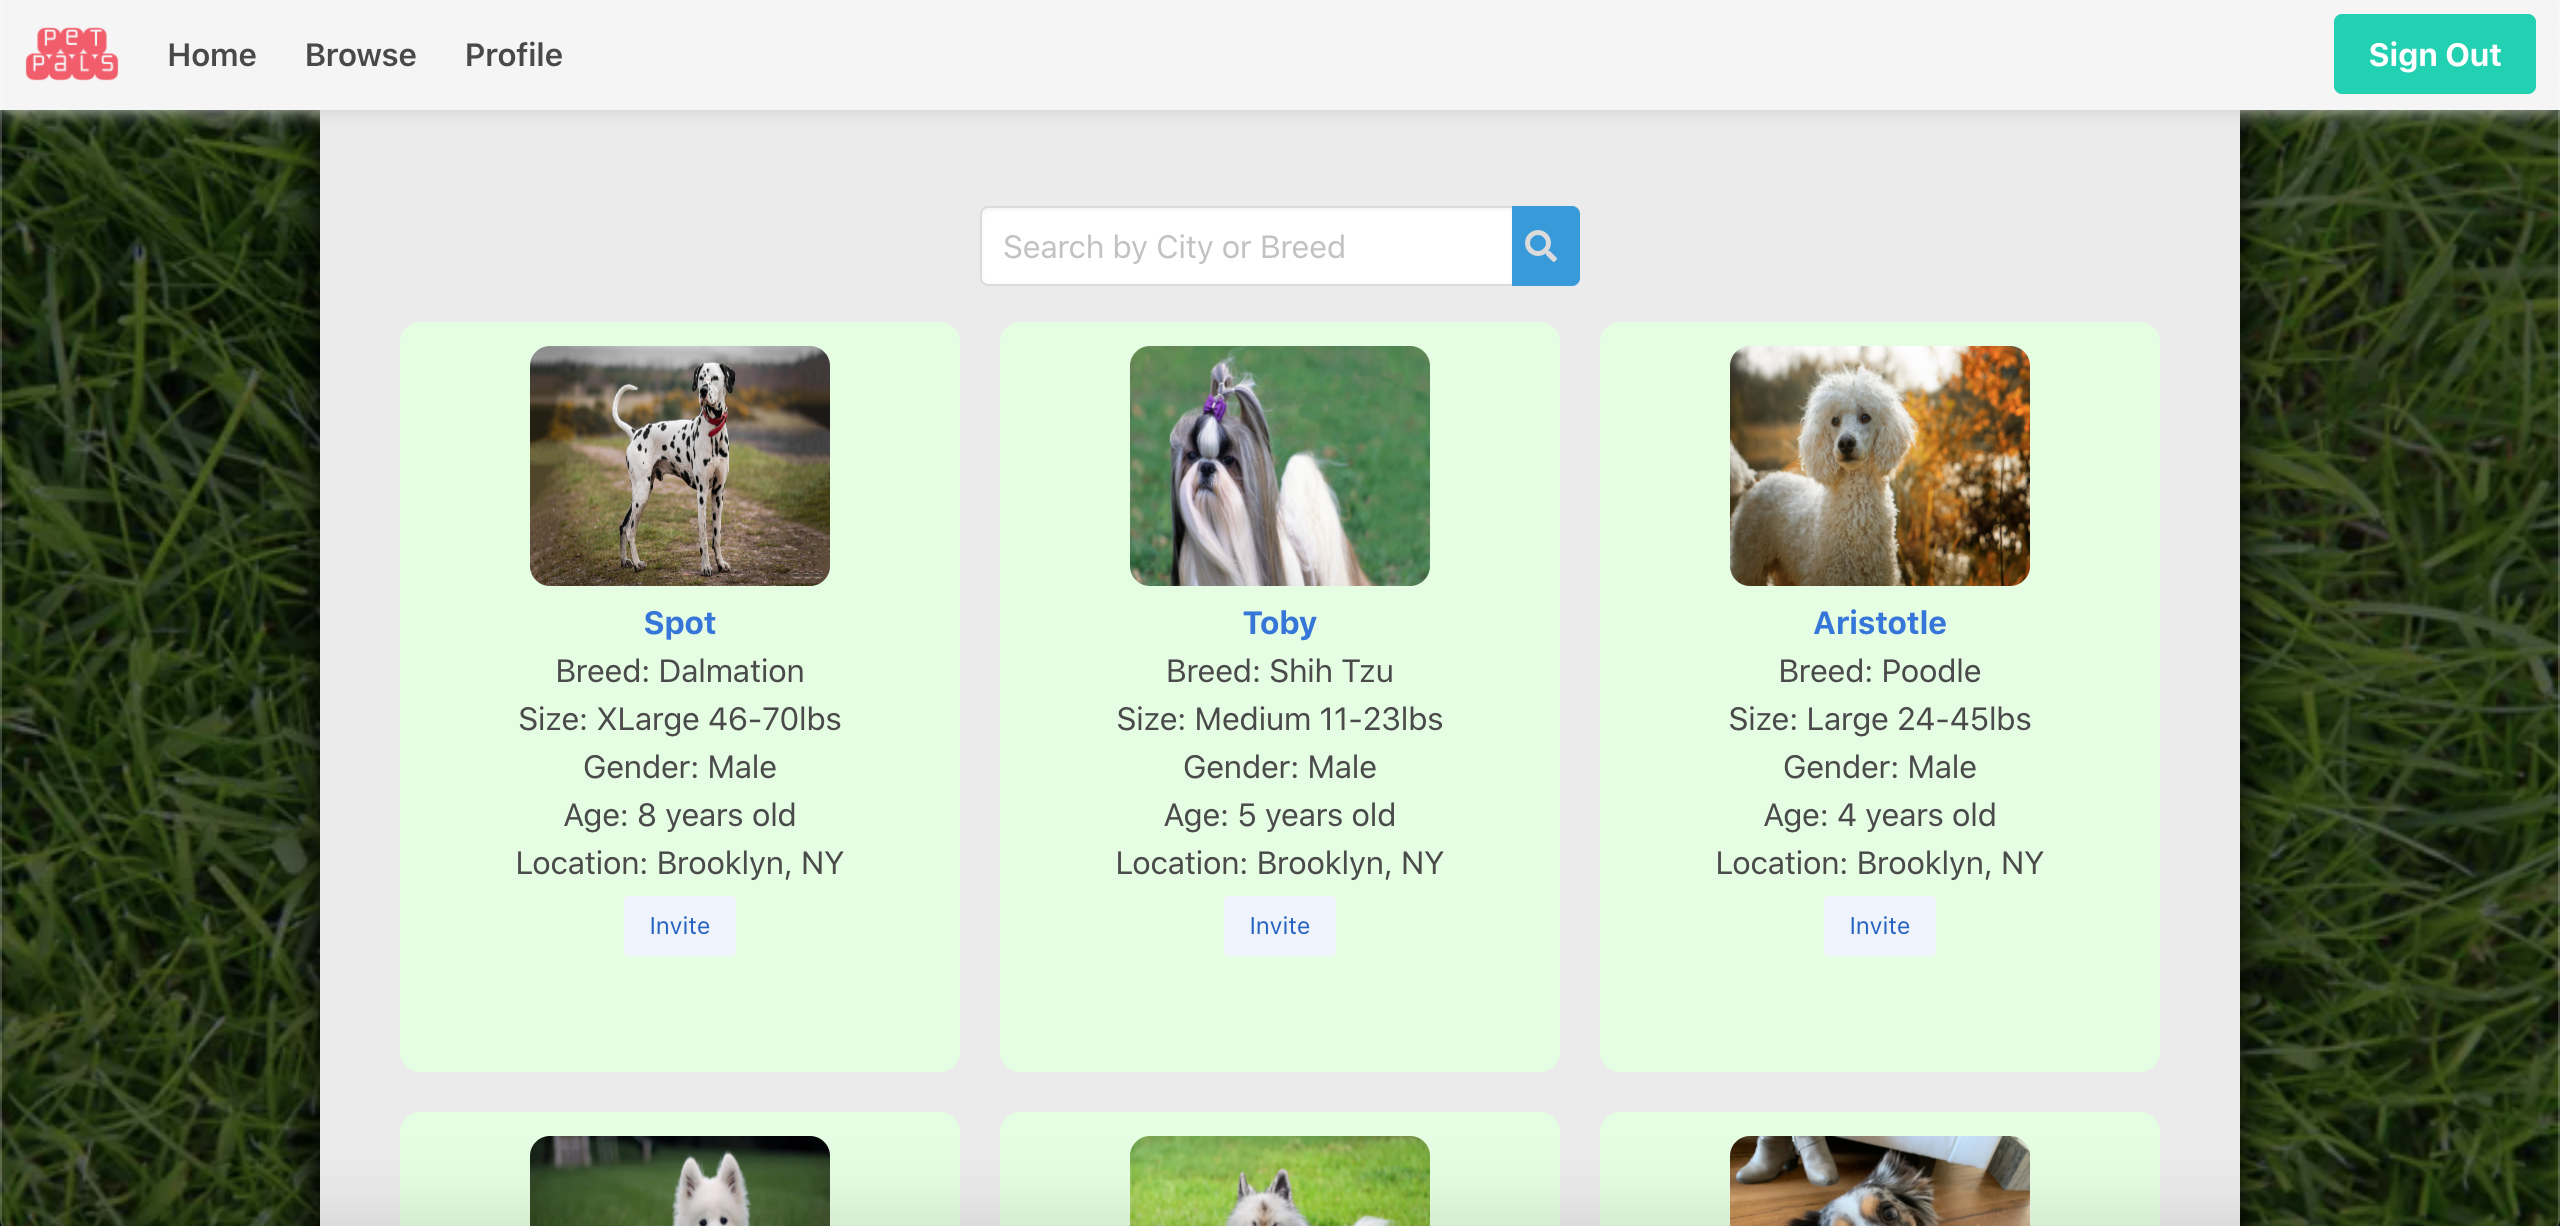 PET
PALS
Home Browse Profile Sign Out
Search by City or Breed
Spot
Breed: Dalmation
Size: XLarge 46-70lbs
Gender: Male
Age: 8 years old
Location: Brooklyn, NY
Invite
Toby
Breed: Shih Tzu
Size: Medium 11-23lbs
Gender: Male
Age: 5 years old
Location: Brooklyn, NY
Invite
Aristotle
Breed: Poodle
Size: Large 24-45lbs
Gender: Male
Age: 4 years old
Location: Brooklyn, NY
Invite